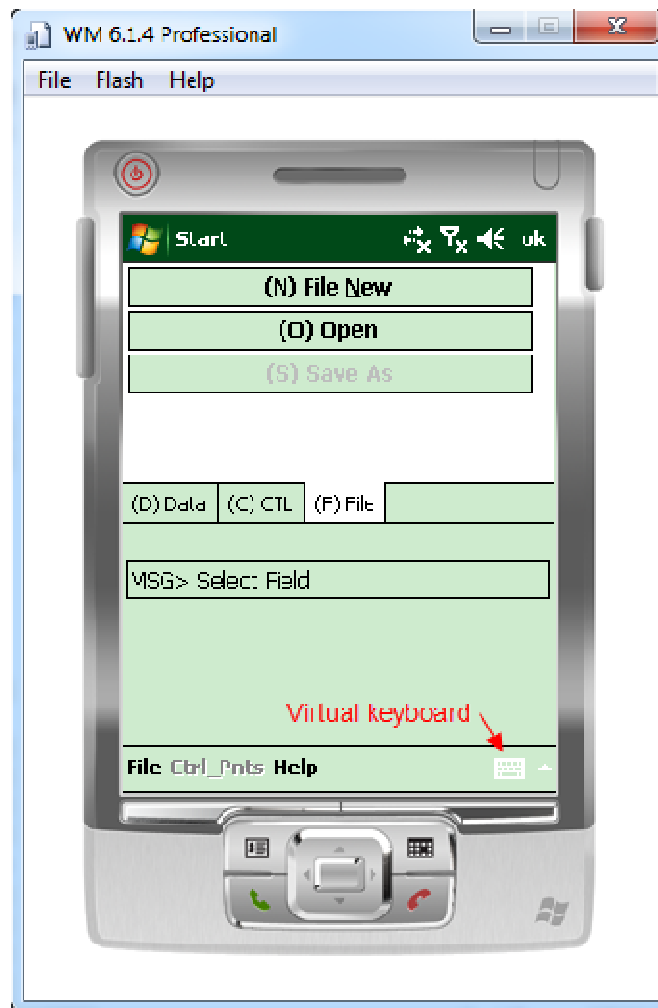 WM 6.1.4 Professional
File Flash Help
Start uk
(N) File New
(O) Open
(S) Save As
(D) Data (C) CTL (F) File
MSG> Select Field
Virtual keyboard
File Ctrl_Pnts Help